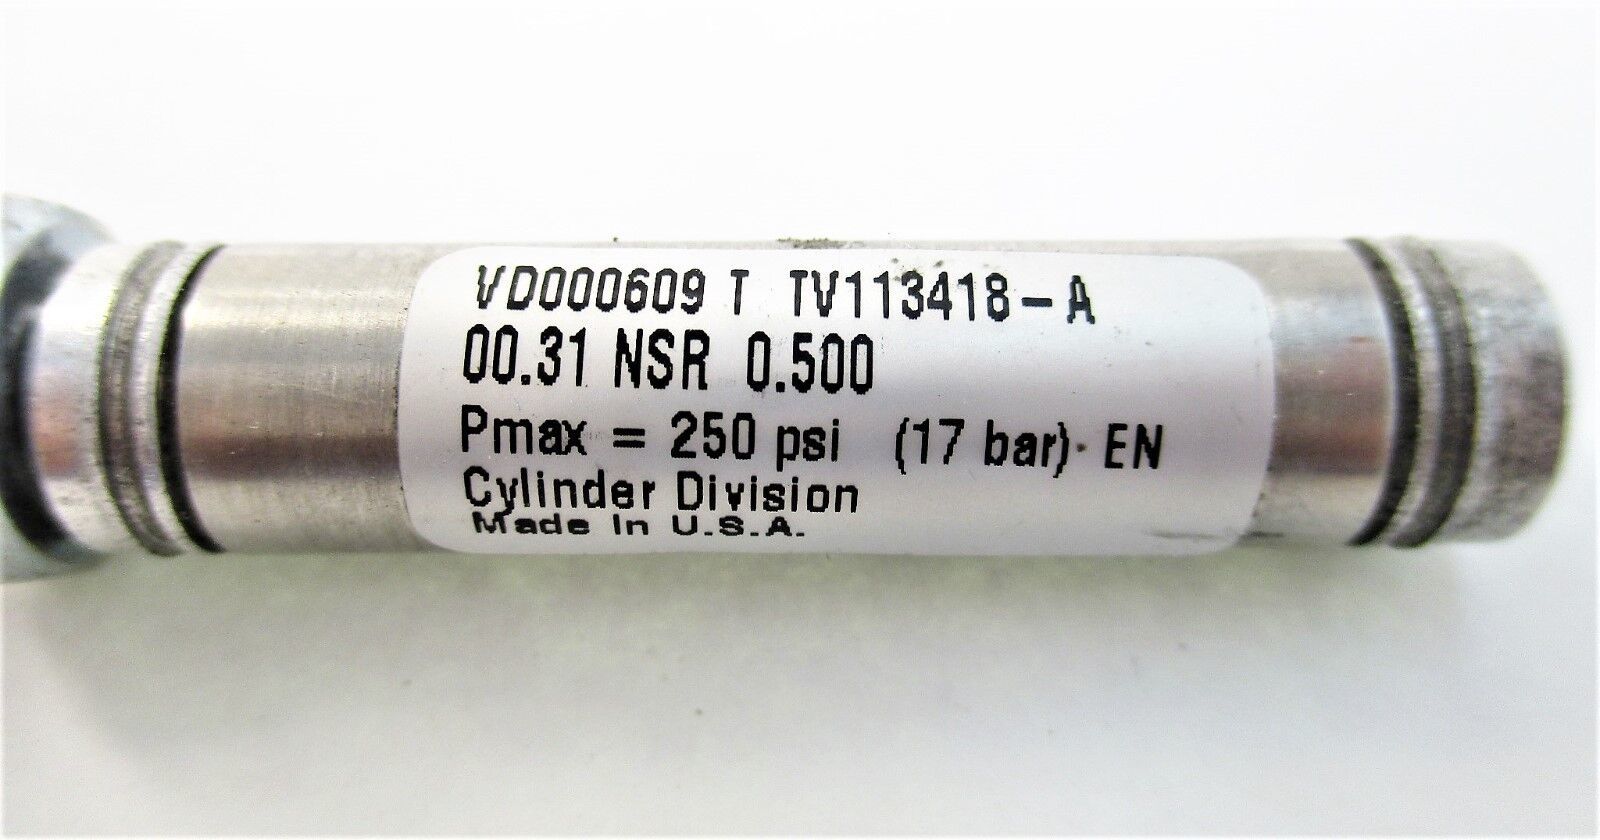 VD000609 T TV113418-A
00.31 NSR 0.500
Pmax = 250 psi (17 bar) EN
Cylinder Division
Made In U.S.A.